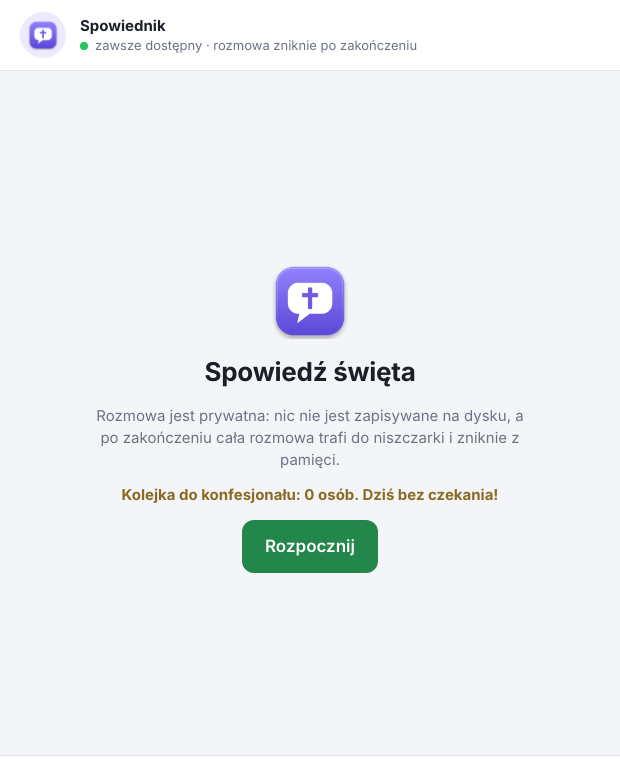 Spowiednik
zawsze dostępny · rozmowa zniknie po zakończeniu
Spowiedź święta
Rozmowa jest prywatna: nic nie jest zapisywane na dysku, a
po zakończeniu cała rozmowa trafi do niszczarki i zniknie z
pamięci.
Kolejka do konfesjonału: 0 osób. Dziś bez czekania!
Rozpocznij